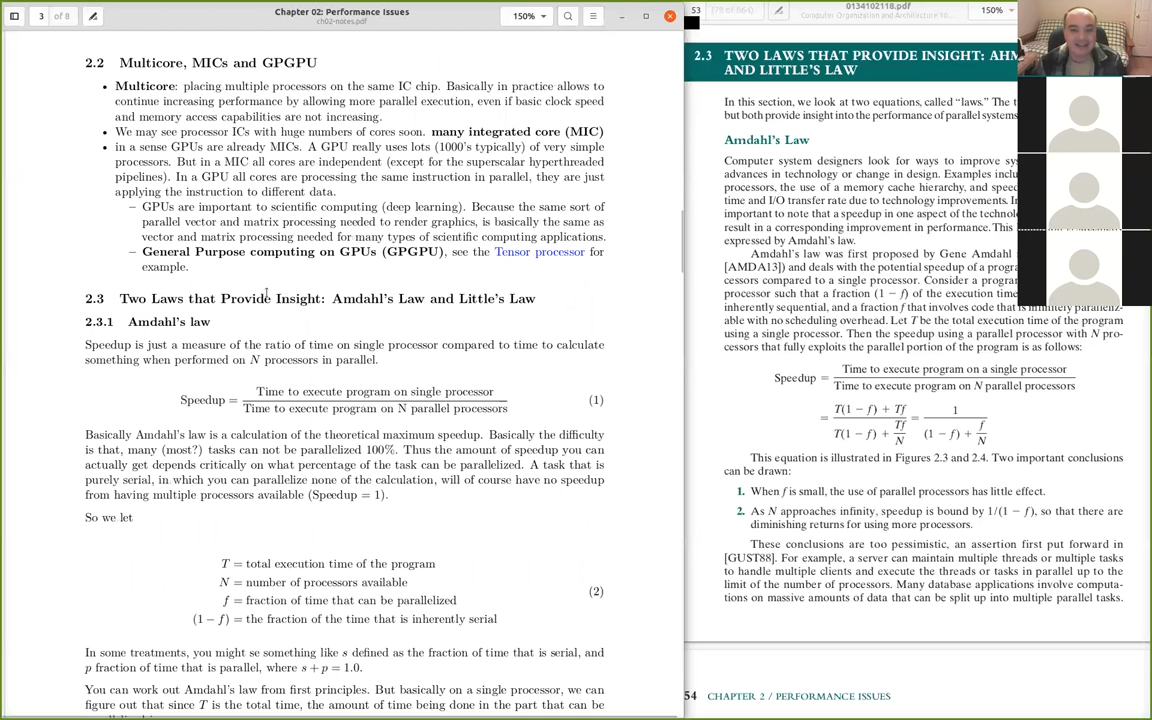 3 of 8
Chapter 02: Performance Issues
ch02-notes.pdf
150%
2.2 Multicore, MICs and GPGPU
• Multicore: placing multiple processors on the same IC chip. Basically in practice allows to
continue increasing performance by allowing more parallel execution, even if basic clock speed
and memory access capabilities are not increasing.
• We may see processor ICs with huge numbers of cores soon. many integrated core (MIC)
• in a sense GPUs are already MICs. A GPU really uses lots (1000's typically) of very simple
processors. But in a MIC all cores are independent (except for the superscalar hyperthreaded
pipelines). In a GPU all cores are processing the same instruction in parallel, they are just
applying the instruction to different data.
– GPUs are important to scientific computing (deep learning). Because the same sort of
parallel vector and matrix processing needed to render graphics, is basically the same as
vector and matrix processing needed for many types of scientific computing applications.
– General Purpose computing on GPUs (GPGPU), see the Tensor processor for
example.
2.3 Two Laws that Provide Insight: Amdahl's Law and Little's Law
2.3.1 Amdahl's law
Speedup is just a measure of the ratio of time on single processor compared to time to calculate
something when performed on N processors in parallel.
Speedup = Time to execute program on single processor / Time to execute program on N parallel processors (1)
Basically Amdahl's law is a calculation of the theoretical maximum speedup. Basically the difficulty
is that, many (most?) tasks can not be parallelized 100%. Thus the amount of speedup you can
actually get depends critically on what percentage of the task can be parallelized. A task that is
purely serial, in which you can parallelize none of the calculation, will of course have no speedup
from having multiple processors available (Speedup = 1).
So we let
T = total execution time of the program
N = number of processors available
f = fraction of time that can be parallelized (2)
(1 − f) = the fraction of the time that is inherently serial
In some treatments, you might se something like s defined as the fraction of time that is serial, and
p fraction of time that is parallel, where s + p = 1.0.
You can work out Amdahl's law from first principles. But basically on a single processor, we can
figure out that since T is the total time, the amount of time being done in the part that can be
53 (79 of 864)
0134102118.pdf
Computer Organization and Architecture 10...
150%
2.3 TWO LAWS THAT PROVIDE INSIGHT: AHM
AND LITTLE'S LAW
In this section, we look at two equations, called "laws." The t
but both provide insight into the performance of parallel systems
Amdahl's Law
Computer system designers look for ways to improve sys
advances in technology or change in design. Examples inclu
processors, the use of a memory cache hierarchy, and speed
time and I/O transfer rate due to technology improvements. In
important to note that a speedup in one aspect of the technol
result in a corresponding improvement in performance. This
expressed by Amdahl's law.
Amdahl's law was first proposed by Gene Amdahl
[AMDA13]) and deals with the potential speedup of a progra
cessors compared to a single processor. Consider a program
processor such that a fraction (1 − f) of the execution time
inherently sequential, and a fraction f that involves code that is infinitely paralleliz-
able with no scheduling overhead. Let T be the total execution time of the program
using a single processor. Then the speedup using a parallel processor with N pro-
cessors that fully exploits the parallel portion of the program is as follows:
Speedup = Time to execute program on a single processor / Time to execute program on N parallel processors
= T(1 − f) + Tf / T(1 − f) + Tf/N = 1 / (1 − f) + f/N
This equation is illustrated in Figures 2.3 and 2.4. Two important conclusions
can be drawn:
1. When f is small, the use of parallel processors has little effect.
2. As N approaches infinity, speedup is bound by 1/(1 − f), so that there are
diminishing returns for using more processors.
These conclusions are too pessimistic, an assertion first put forward in
[GUST88]. For example, a server can maintain multiple threads or multiple tasks
to handle multiple clients and execute the threads or tasks in parallel up to the
limit of the number of processors. Many database applications involve computa-
tions on massive amounts of data that can be split up into multiple parallel tasks.
54 CHAPTER 2 / PERFORMANCE ISSUES